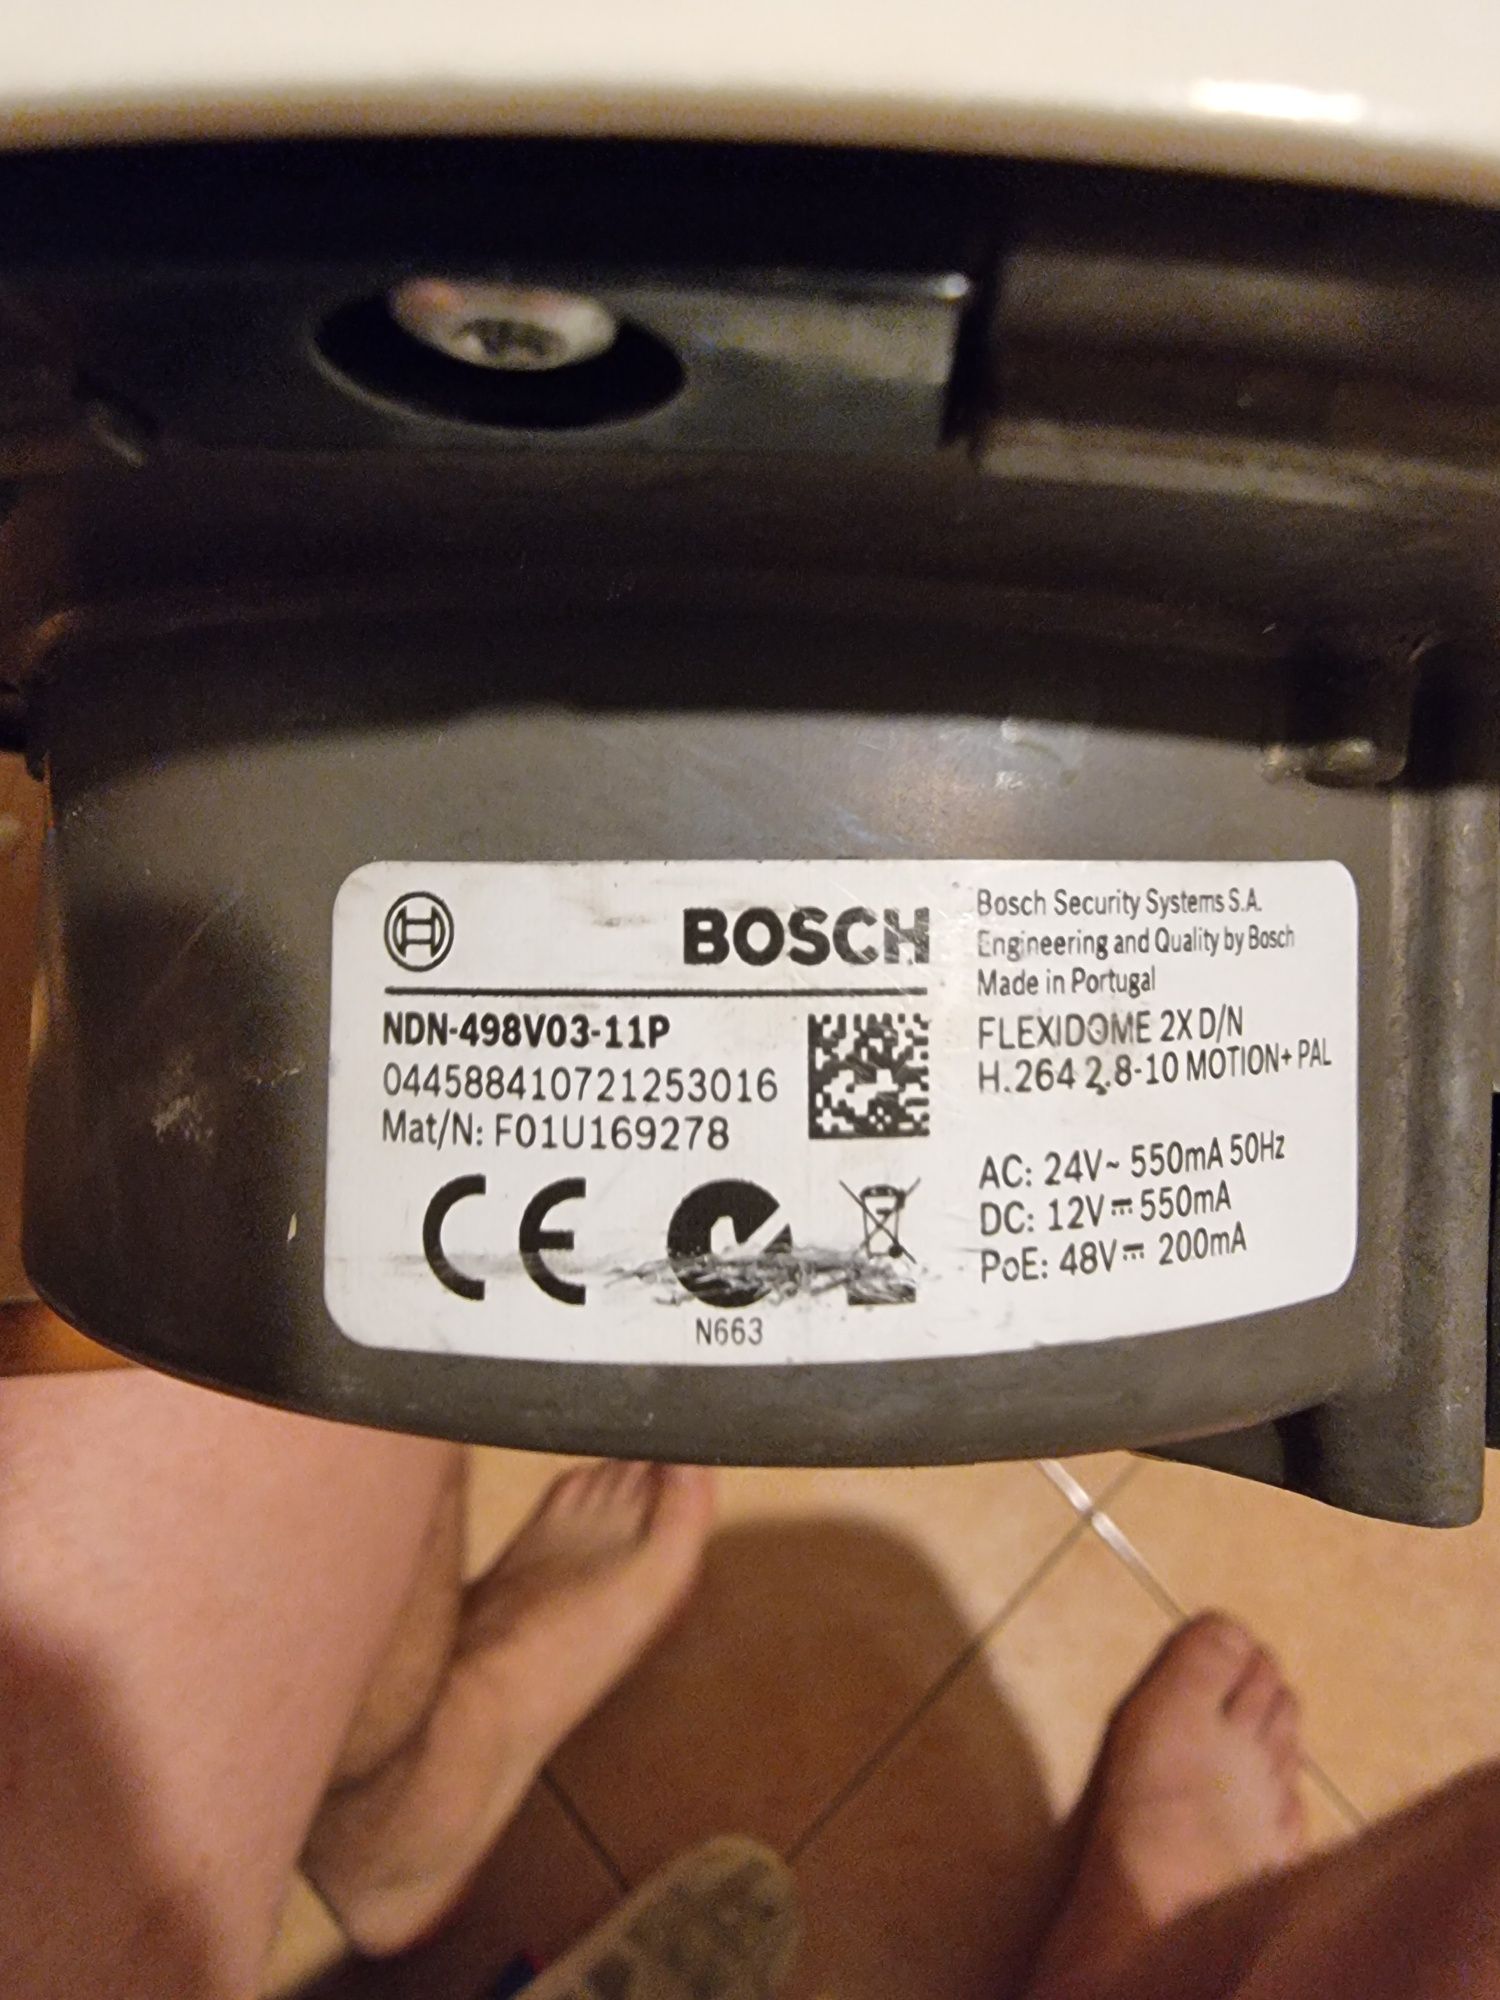 BOSCH
NDN-498V03-11P
044588410721253016
Mat/N: F01U169278
CE
N663
Bosch Security Systems S.A.
Engineering and Quality by Bosch
Made in Portugal
FLEXIDOME 2X D/N
H.264 2.8-10 MOTION+ PAL
AC: 24V~ 550mA 50Hz
DC: 12V⎓550mA
PoE: 48V⎓ 200mA